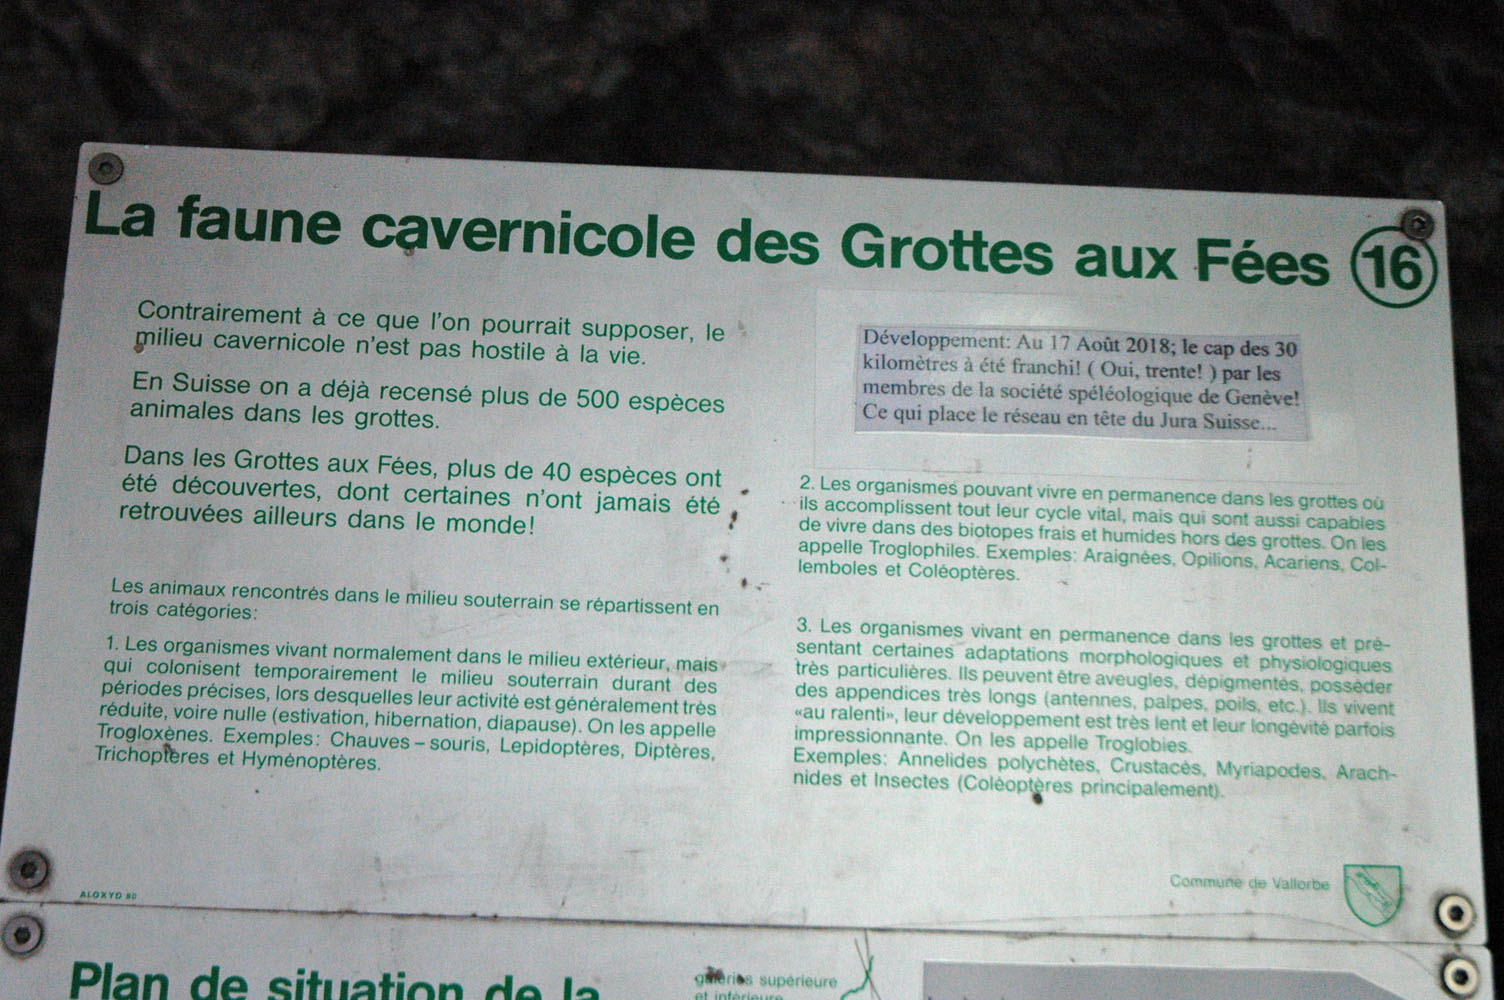 La faune cavernicole des Grottes aux Fées 16
Contrairement à ce que l'on pourrait supposer, le
milieu cavernicole n'est pas hostile à la vie.
En Suisse on a déjà recensé plus de 500 espèces
animales dans les grottes.
Dans les Grottes aux Fées, plus de 40 espèces ont
été découvertes, dont certaines n'ont jamais été
retrouvées ailleurs dans le monde!
Les animaux rencontrés dans le milieu souterrain se répartissent en
trois catégories:
1. Les organismes vivant normalement dans le milieu extérieur, mais
qui colonisent temporairement le milieu souterrain durant des
périodes précises, lors desquelles leur activité est généralement très
réduite, voire nulle (estivation, hibernation, diapause). On les appelle
Trogloxènes. Exemples: Chauves – souris, Lepidoptères, Diptères,
Trichoptères et Hyménoptères.
Développement: Au 17 Août 2018; le cap des 30
kilomètres à été franchi! ( Oui, trente! ) par les
membres de la société spéléologique de Genève!
Ce qui place le réseau en tête du Jura Suisse...
2. Les organismes pouvant vivre en permanence dans les grottes où
ils accomplissent tout leur cycle vital, mais qui sont aussi capables
de vivre dans des biotopes frais et humides hors des grottes. On les
appelle Troglophiles. Exemples: Araignées, Opilions, Acariens, Col-
lemboles et Coléoptères.
3. Les organismes vivant en permanence dans les grottes et pré-
sentant certaines adaptations morphologiques et physiologiques
très particulières. Ils peuvent être aveugles, dépigmentés, posséder
des appendices très longs (antennes, palpes, poils, etc.). Ils vivent
«au ralenti», leur développement est très lent et leur longévité parfois
impressionnante. On les appelle Troglobies.
Exemples: Annelides polychètes, Crustacés, Myriapodes, Arach-
nides et Insectes (Coléoptères principalement).
Commune de Vallorbe
ALOXYD 90
Plan de situation de la
galeries supérieure
et inférieure